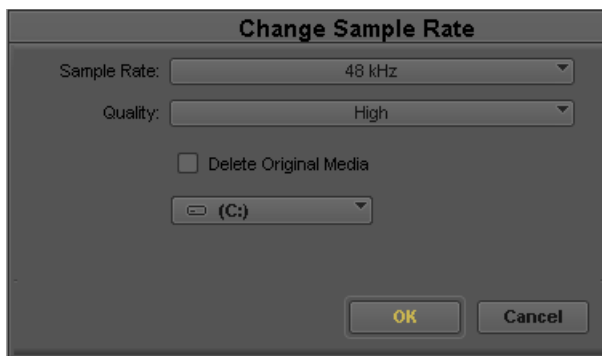 Change Sample Rate
Sample Rate: 48 kHz
Quality: High
Delete Original Media
(C:)
OK Cancel